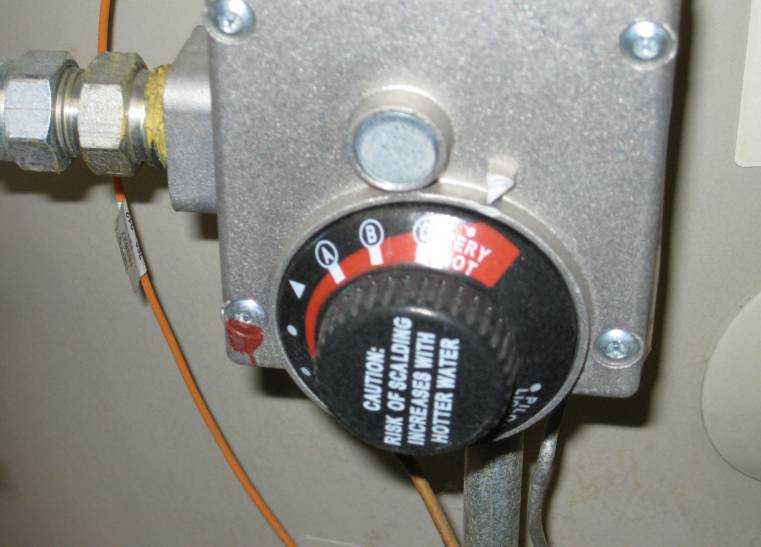 A
B
VERY
HOT
CAUTION:
RISK OF SCALDING
INCREASES WITH
HOTTER WATER